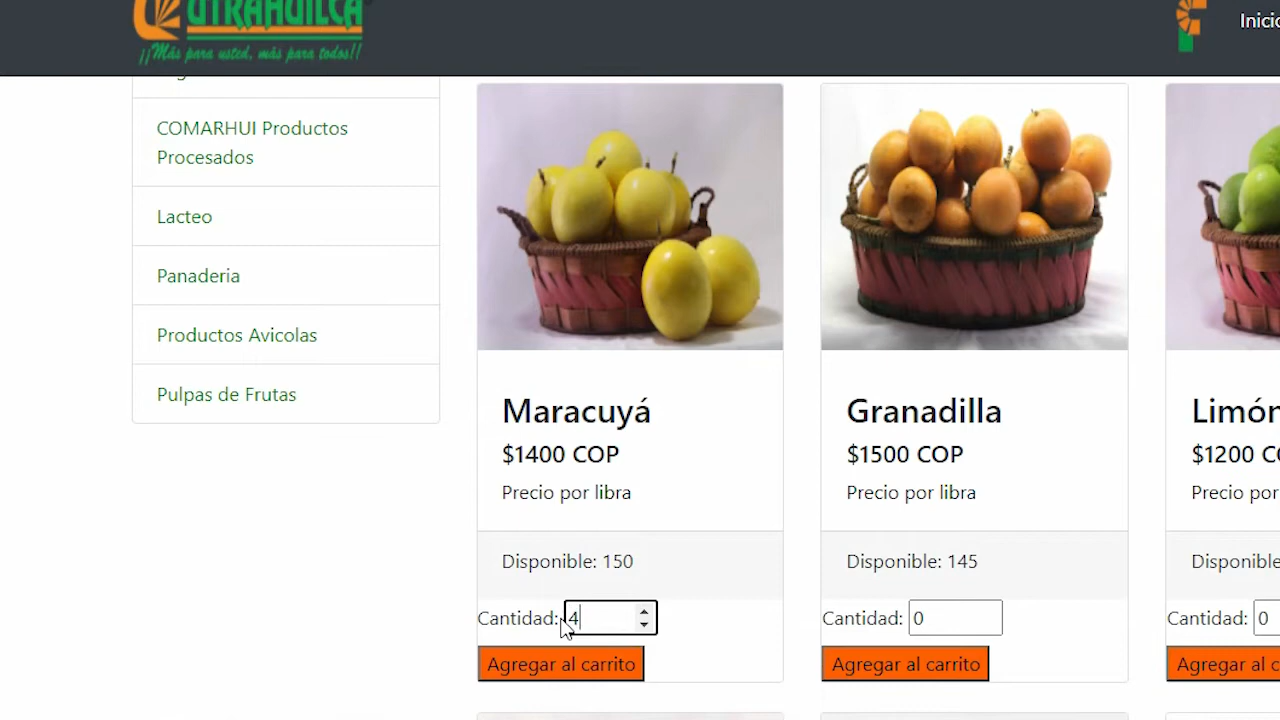 UTRAHUILCA
¡¡Más para usted, más para todos!!
COMARHUI Productos
Procesados
Lacteo
Panaderia
Productos Avicolas
Pulpas de Frutas
Maracuyá
$1400 COP
Precio por libra
Disponible: 150
Cantidad: 4
Agregar al carrito
Granadilla
$1500 COP
Precio por libra
Disponible: 145
Cantidad: 0
Agregar al carrito
Limón
$1200 CO
Precio por
Disponible
Cantidad: 0
Agregar al c
Inicio